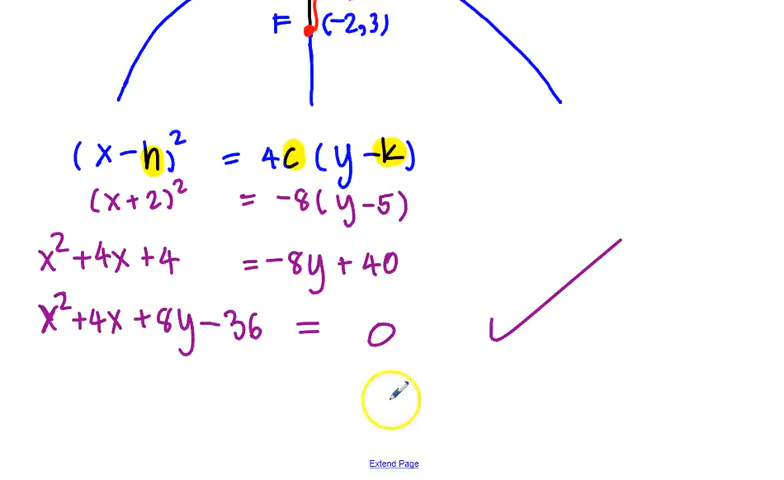 F (-2,3)
(x-h)² = 4c(y-k)
(x+2)² = -8(y-5)
x²+4x+4 = -8y+40
x²+4x+8y-36 = 0
Extend Page